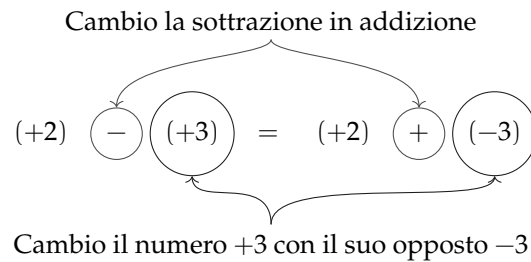 Cambio la sottrazione in addizione
(+2) − (+3) = (+2) + (−3)
Cambio il numero +3 con il suo opposto −3